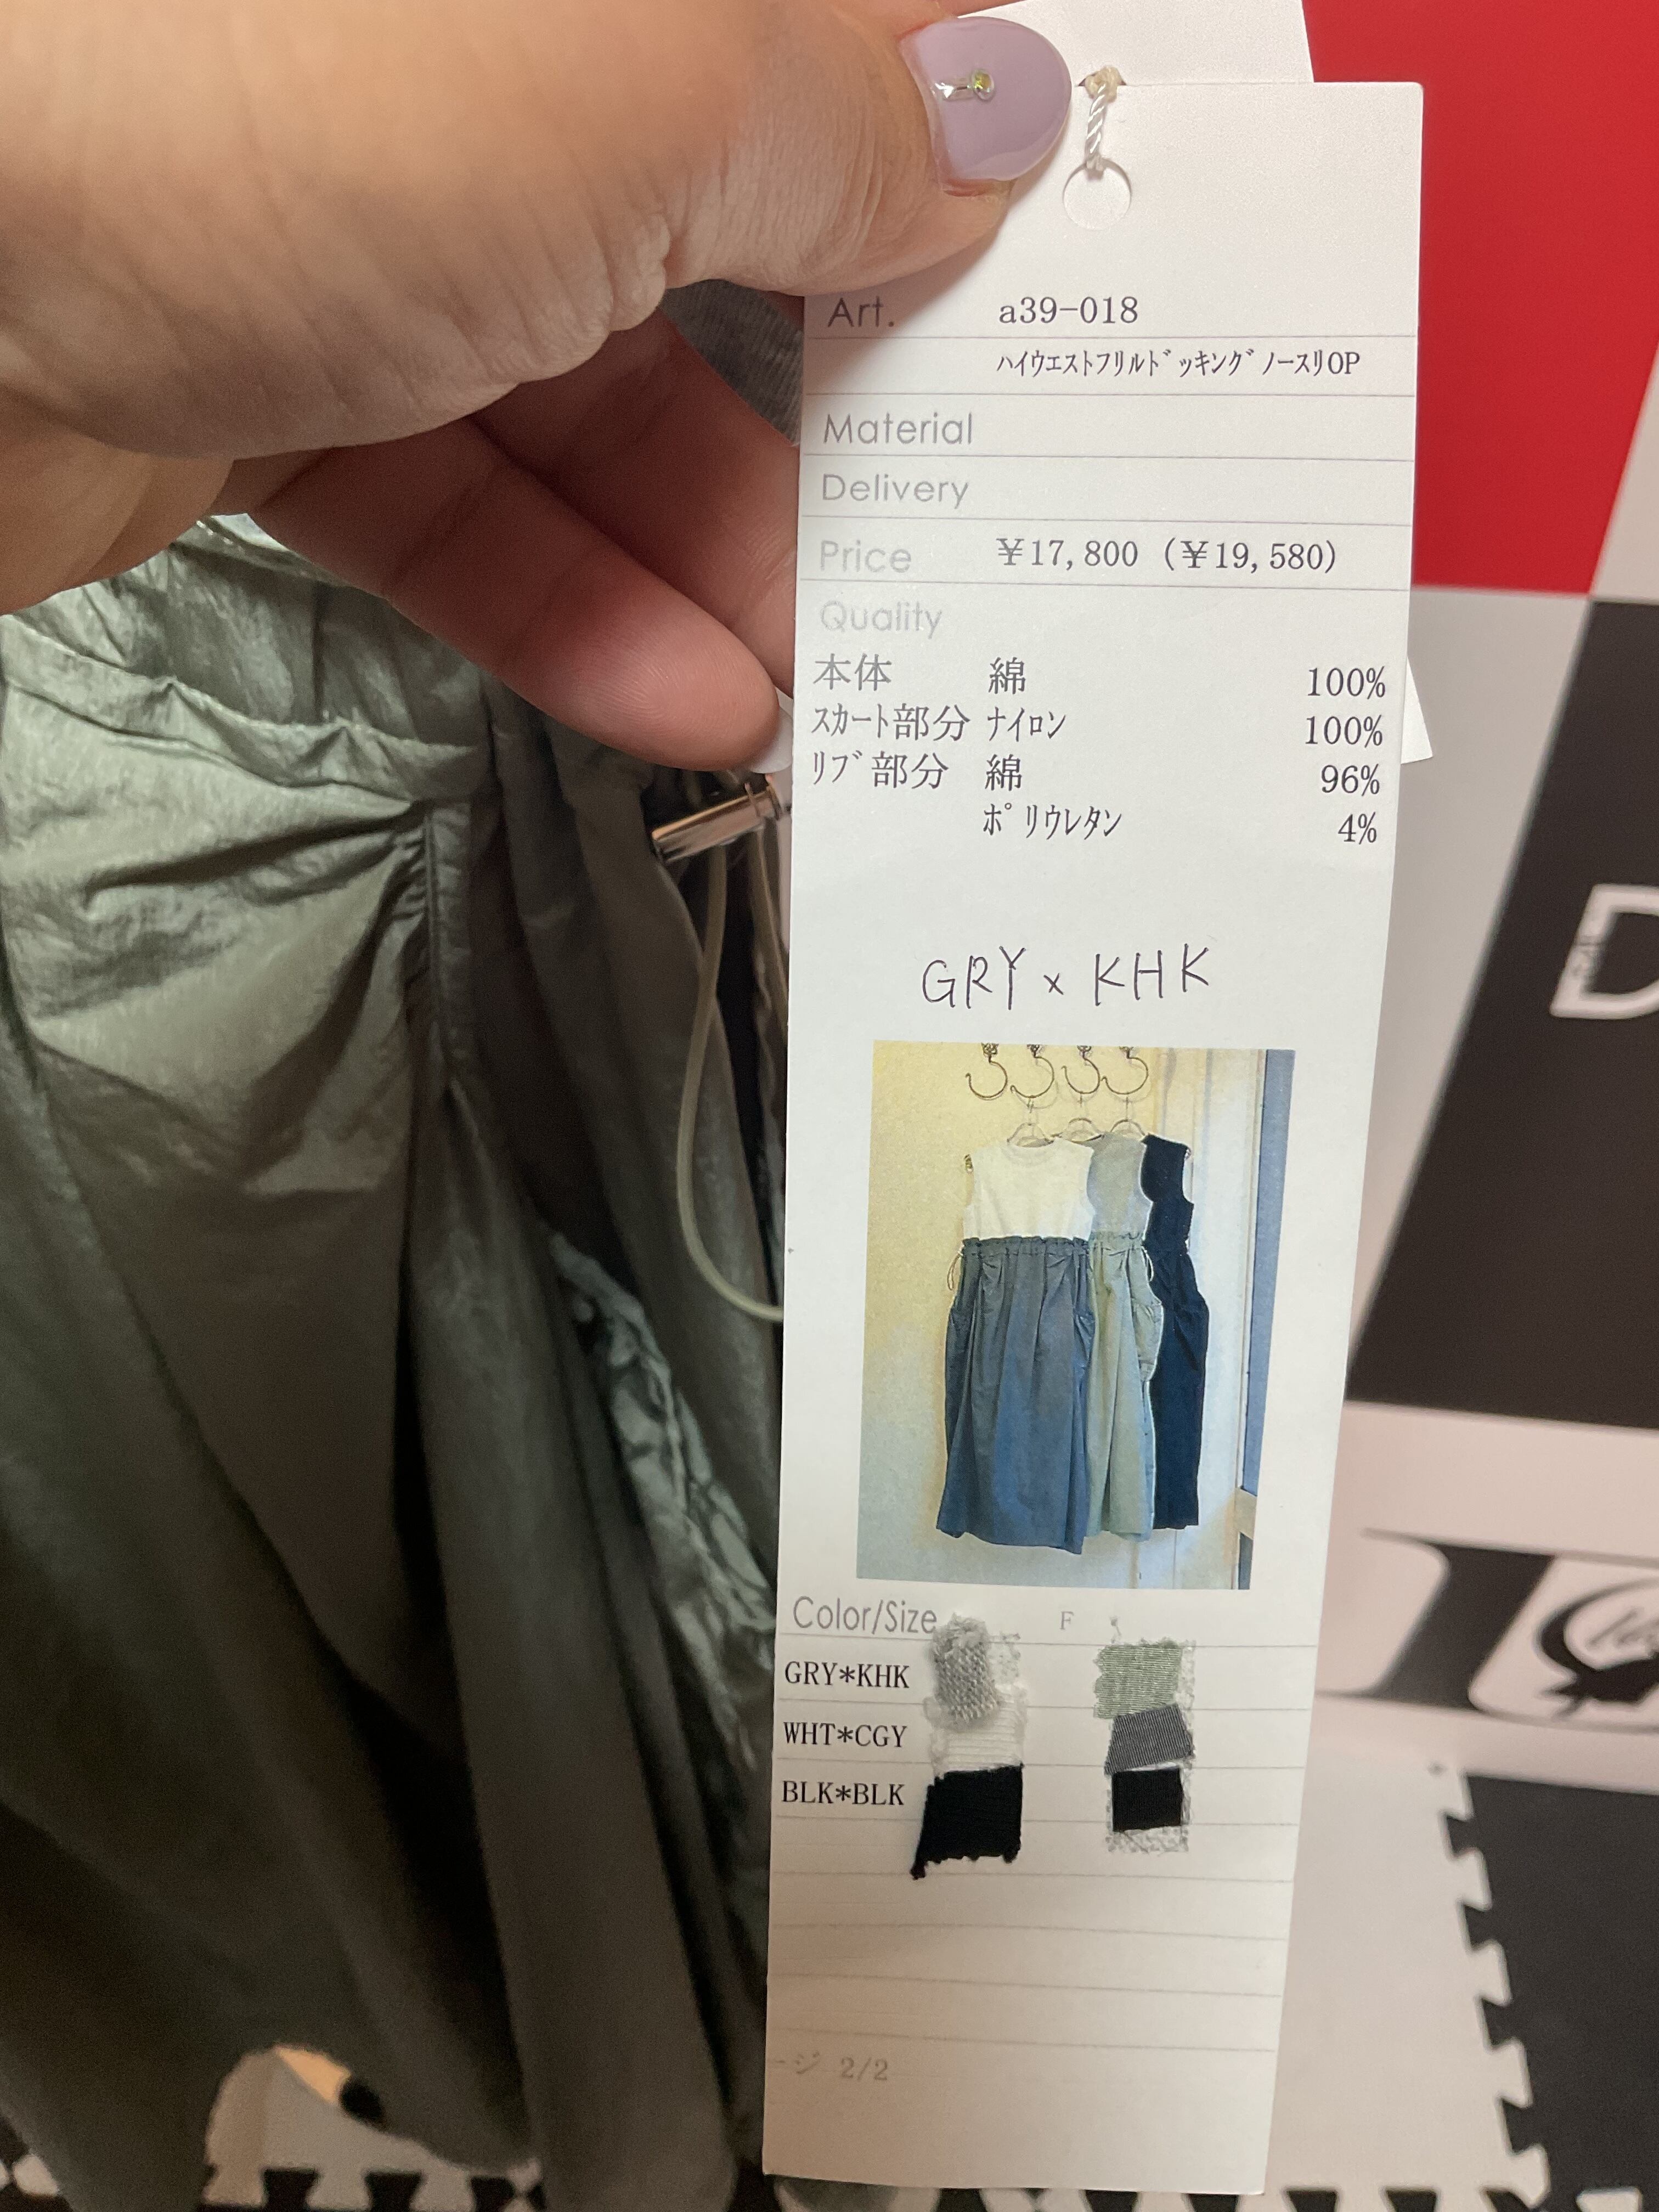 Art. a39-018
ﾊｲｳｴｽﾄﾌﾘﾙﾄﾞｯｷﾝｸﾞﾉｰｽﾘOP
Material
Delivery
Price ¥17,800 (¥19,580)
Quality
本体 綿 100%
ｽｶｰﾄ部分 ﾅｲﾛﾝ 100%
ﾘﾌﾞ部分 綿 96%
ﾎﾟﾘｳﾚﾀﾝ 4%
GRY × KHK
Color/Size F
GRY*KHK
WHT*CGY
BLK*BLK
ージ 2/2
D